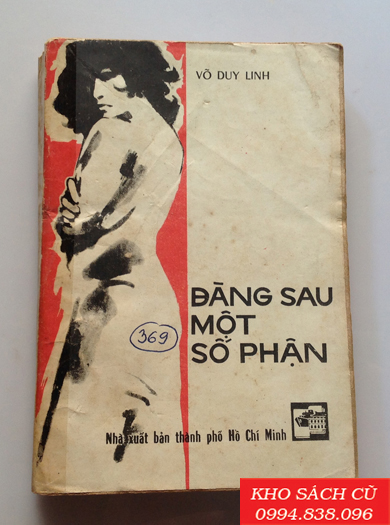 VÕ DUY LINH
ĐÀNG SAU
MỘT
SỐ PHẬN
369
Nhà xuất bản thành phố Hồ Chí Minh
KHO SÁCH CŨ
0994.838.096